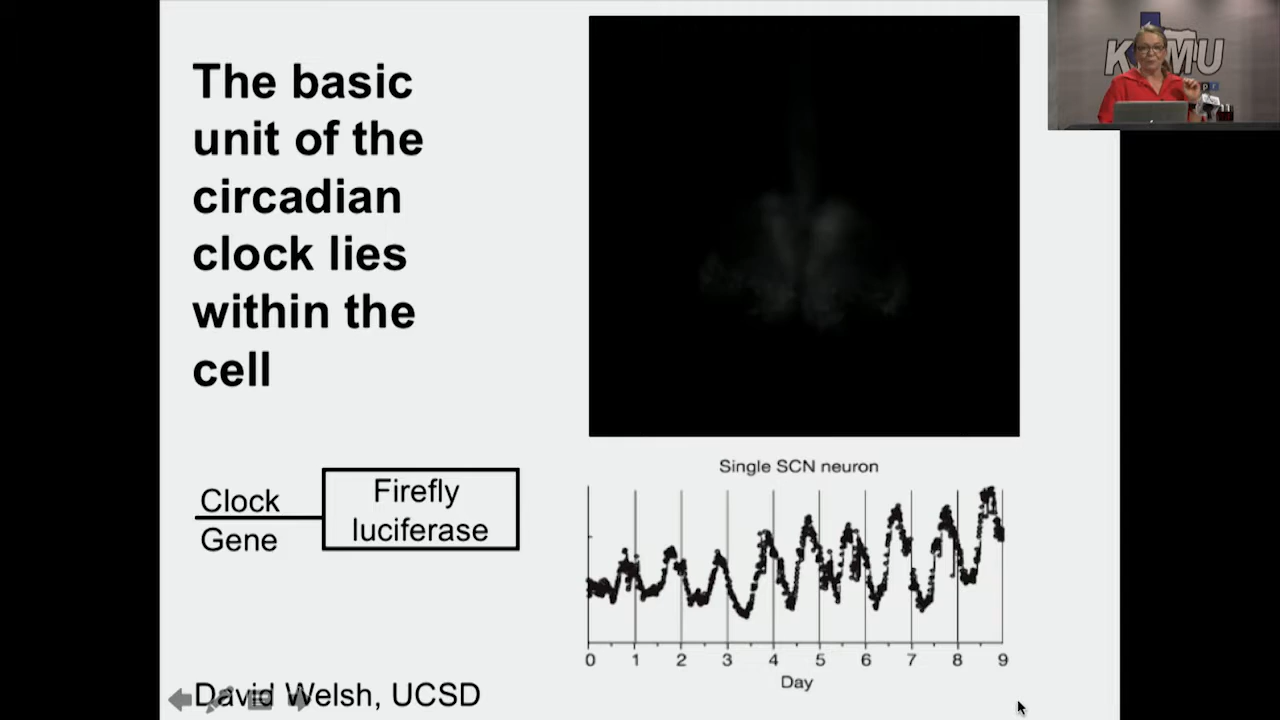 The basic
unit of the
circadian
clock lies
within the
cell
Clock
Gene
Firefly
luciferase
Single SCN neuron
0 1 2 3 4 5 6 7 8 9
Day
David Welsh, UCSD